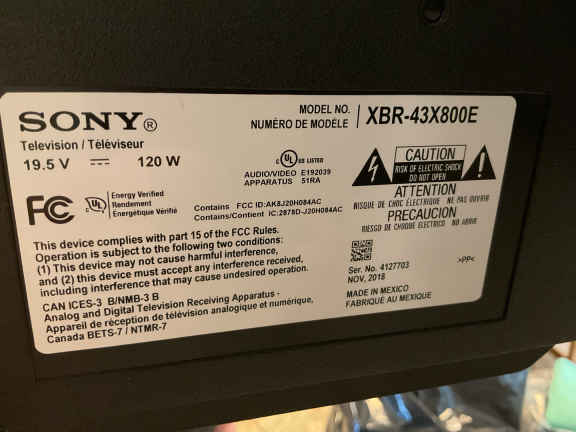 SONY®
MODEL NO.
NUMÉRO DE MODÈLE
XBR-43X800E
Television / Téléviseur
19.5 V ⎓ 120 W
UL US LISTED
AUDIO/VIDEO E192039
APPARATUS 51RA
CAUTION
RISK OF ELECTRIC SHOCK
DO NOT OPEN
ATTENTION
RISQUE DE CHOC ÉLECTRIQUE NE PAS OUVRIR
PRECAUCION
RIESGO DE CHOQUE ELECTRICO NO ABRIR
FC
UL
Energy Verified
Rendement
Énergétique Vérifié
Contains FCC ID:AK8J20H084AC
Contains/Contient IC:2878D-J20H084AC
This device complies with part 15 of the FCC Rules.
Operation is subject to the following two conditions:
(1) This device may not cause harmful interference,
and (2) this device must accept any interference received,
including interference that may cause undesired operation.
CAN ICES-3 B/NMB-3 B
Analog and Digital Television Receiving Apparatus -
Appareil de réception de télévision analogique et numérique,
Canada BETS-7 / NTMR-7
Ser. No. 4127703
NOV, 2018
>PP<
MADE IN MEXICO
FABRIQUÉ AU MEXIQUE